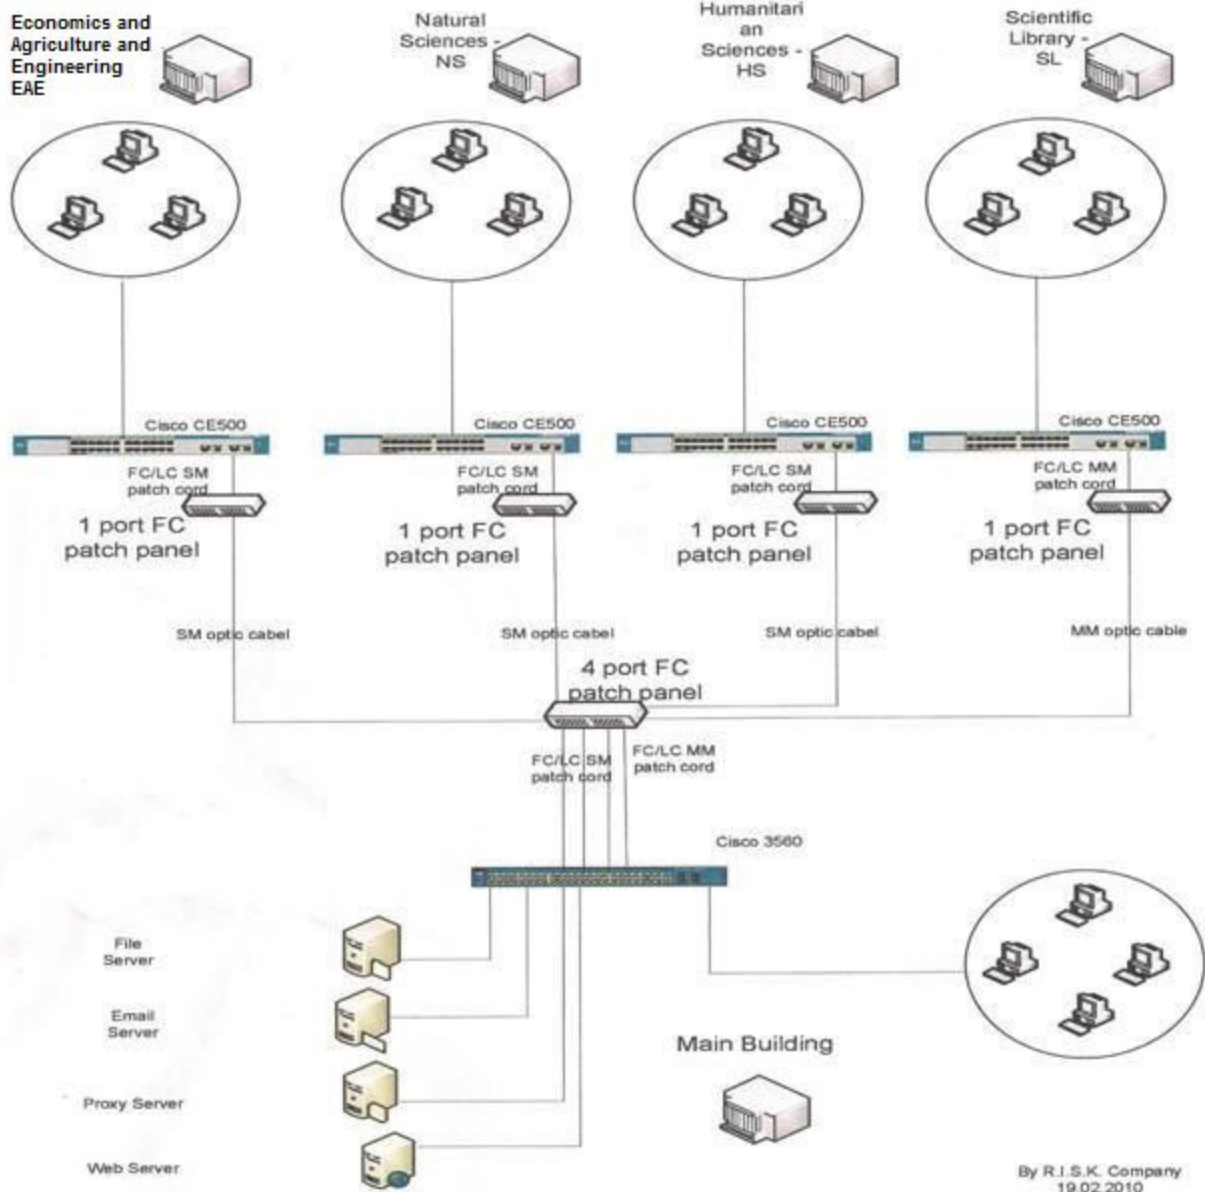 Economics and
Agriculture and
Engineering
EAE
Natural
Sciences -
NS
Humanitari
an
Sciences -
HS
Scientific
Library -
SL
Cisco CE500
Cisco CE500
Cisco CE500
Cisco CE500
FC/LC SM
patch cord
FC/LC SM
patch cord
FC/LC SM
patch cord
FC/LC MM
patch cord
1 port FC
patch panel
1 port FC
patch panel
1 port FC
patch panel
1 port FC
patch panel
SM optic cabel
SM optic cabel
SM optic cabel
MM optic cable
4 port FC
patch panel
FC/LC SM
patch cord
FC/LC MM
patch cord
Cisco 3560
File
Server
Email
Server
Proxy Server
Web Server
Main Building
By R.I.S.K. Company
19.02.2010